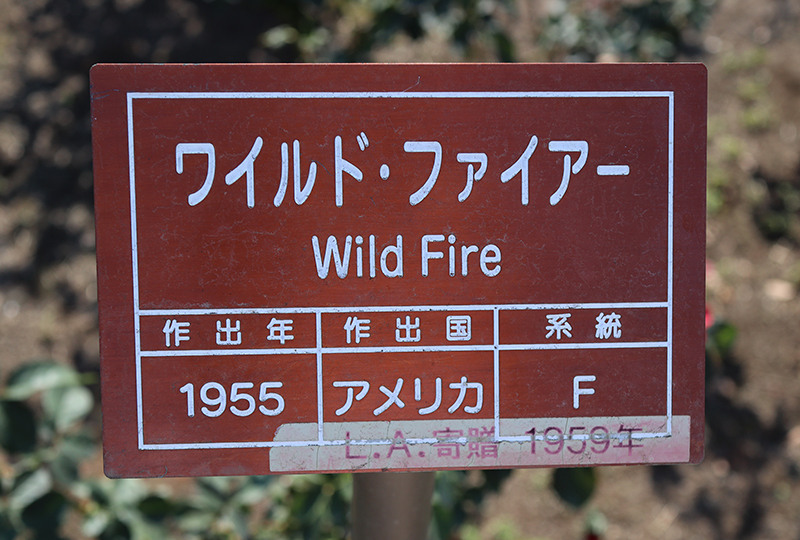 ワイルド・ファイアー
Wild Fire
作出年 作出国 系統
1955 アメリカ F
L.A.寄贈 1959年